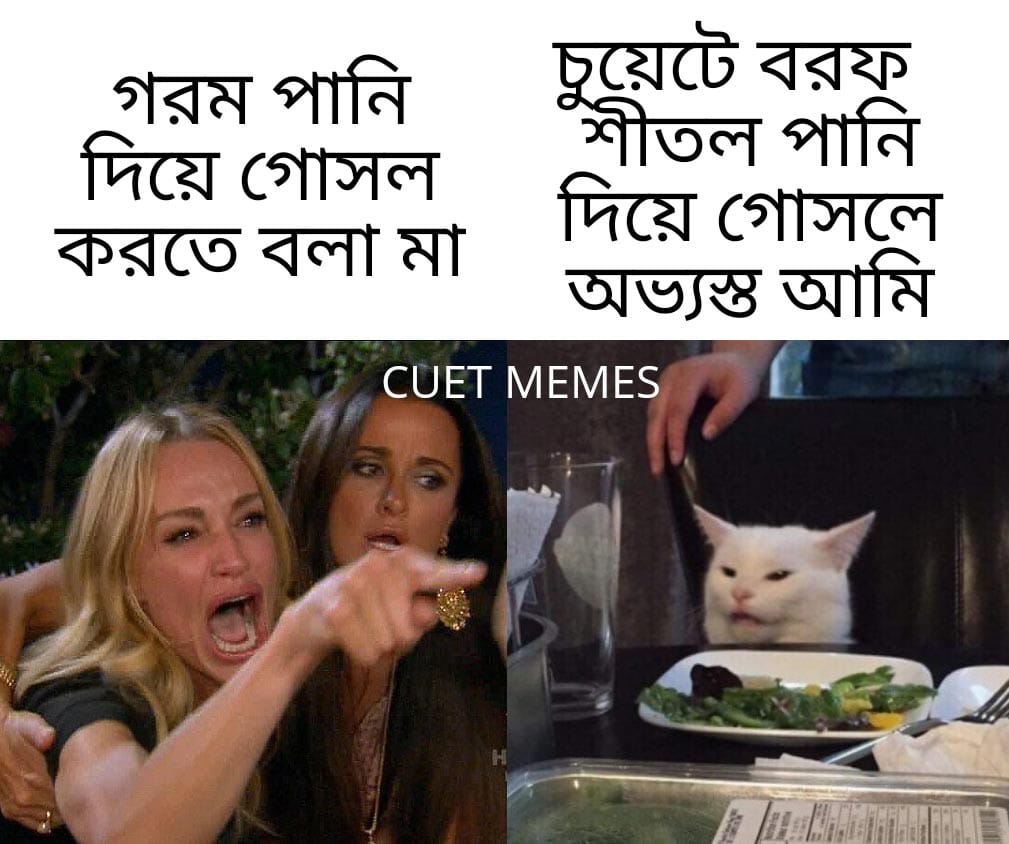 গরম পানি
দিয়ে গোসল
করতে বলা মা
চুয়েটে বরফ
শীতল পানি
দিয়ে গোসলে
অভ্যস্ত আমি
CUET MEMES